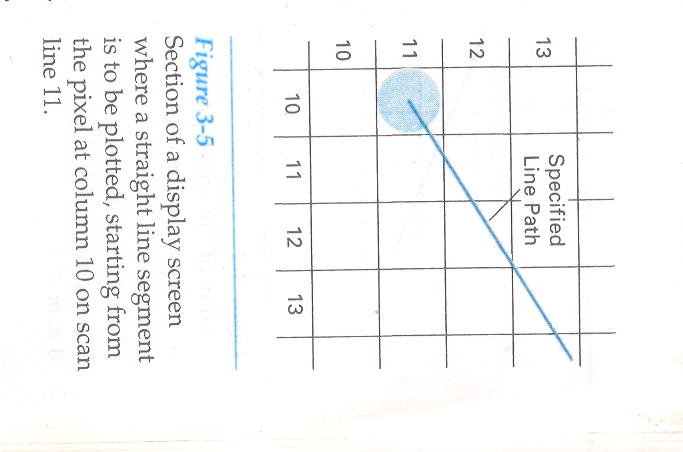 13
Specified
Line Path
12
11
10
10 11 12 13
Figure 3-5
Section of a display screen
where a straight line segment
is to be plotted, starting from
the pixel at column 10 on scan
line 11.